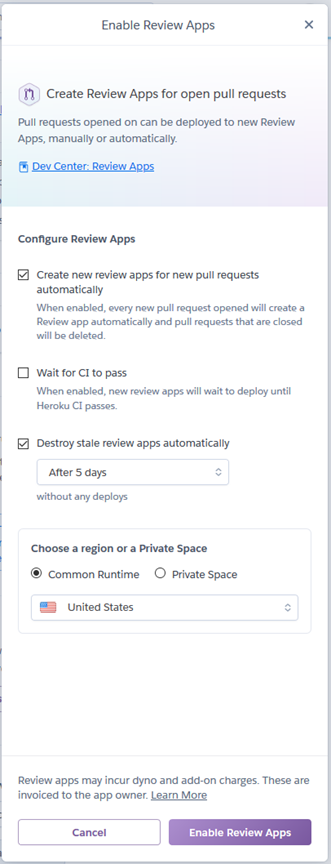 Enable Review Apps
Create Review Apps for open pull requests
Pull requests opened on can be deployed to new Review
Apps, manually or automatically.
Dev Center: Review Apps
Configure Review Apps
Create new review apps for new pull requests
automatically
When enabled, every new pull request opened will create a
Review app automatically and pull requests that are closed
will be deleted.
Wait for CI to pass
When enabled, new review apps will wait to deploy until
Heroku CI passes.
Destroy stale review apps automatically
After 5 days
without any deploys
Choose a region or a Private Space
Common Runtime Private Space
United States
Review apps may incur dyno and add-on charges. These are
invoiced to the app owner. Learn More
Cancel Enable Review Apps